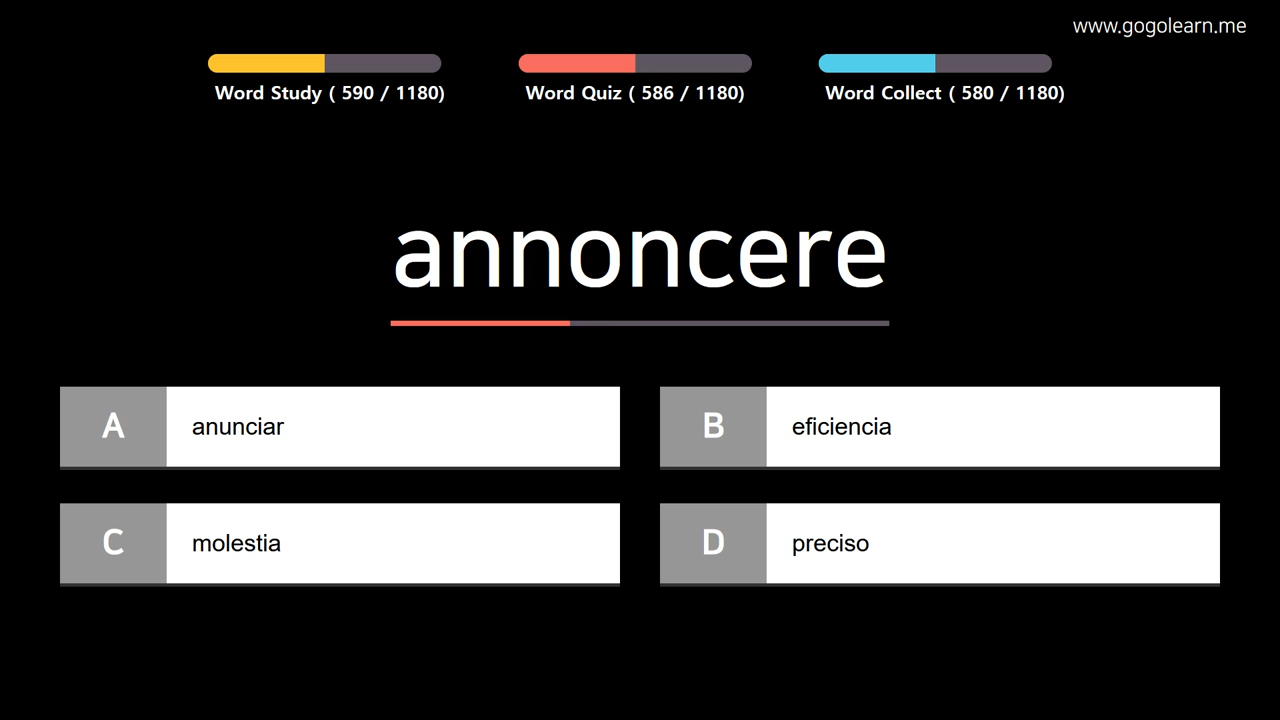 www.gogolearn.me
Word Study ( 590 / 1180)
Word Quiz ( 586 / 1180)
Word Collect ( 580 / 1180)
annoncere
A anunciar
B eficiencia
C molestia
D preciso